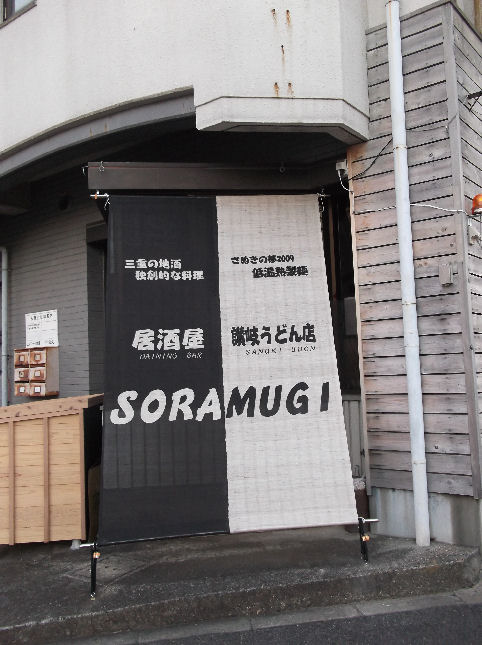 三重の地酒
独創的な料理
居酒屋
DAINING BAR
さぬきの夢2009
低温熟製麺
讃岐うどん店
SANUKI UDON
SORAMUGI